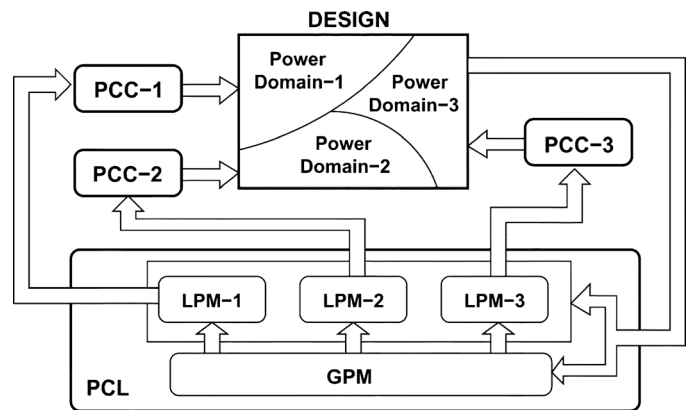 DESIGN
Power
Domain−1
Power
Domain−3
Power
Domain−2
PCC−1
PCC−2
PCC−3
LPM−1
LPM−2
LPM−3
GPM
PCL